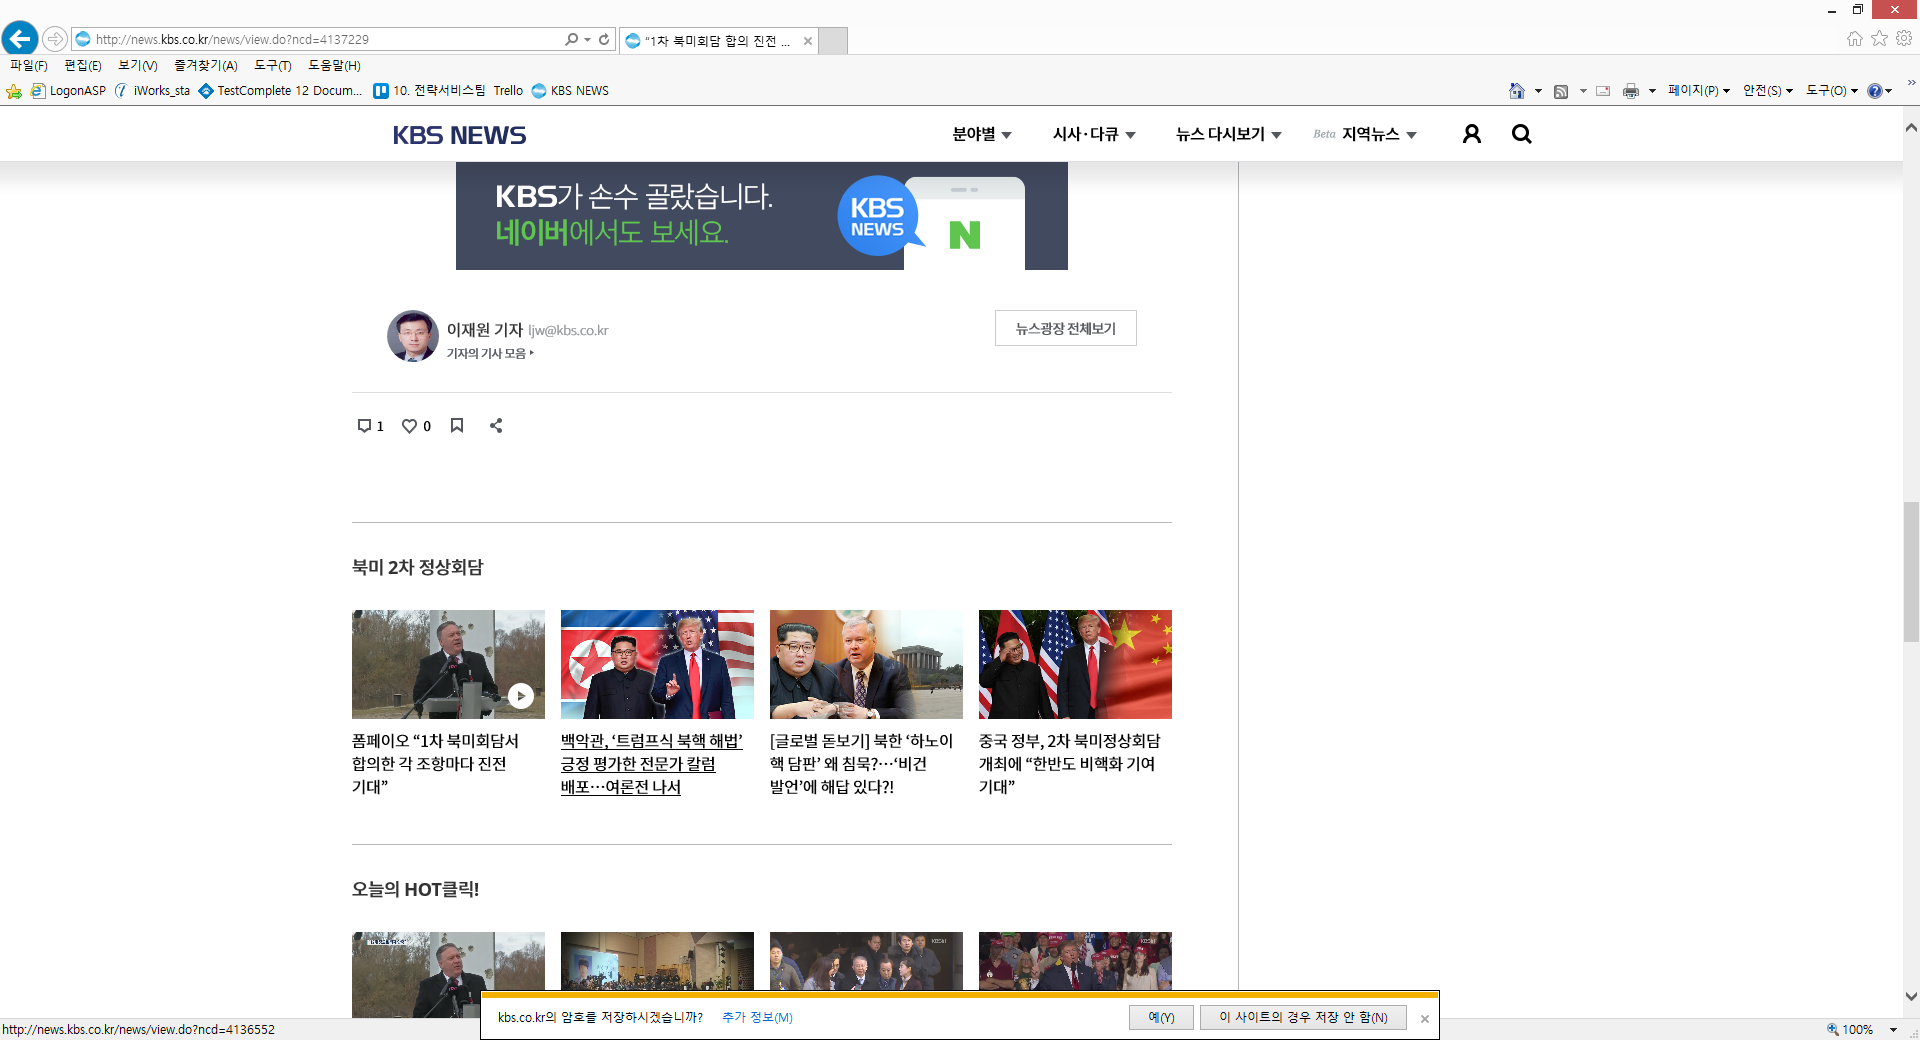 http://news.kbs.co.kr/news/view.do?ncd=4137229
“1차 북미회담 합의 진전 ...
파일(F) 편집(E) 보기(V) 즐겨찾기(A) 도구(T) 도움말(H)
LogonASP iWorks_sta TestComplete 12 Docum... 10. 전략서비스팀 Trello KBS NEWS
페이지(P) 안전(S) 도구(O)
KBS NEWS 분야별 시사·다큐 뉴스 다시보기 Beta 지역뉴스
KBS가 손수 골랐습니다.
네이버에서도 보세요.
KBS
NEWS
N
이재원 기자 ljw@kbs.co.kr
기자의 기사 모음
뉴스광장 전체보기
1 0
북미 2차 정상회담
폼페이오 “1차 북미회담서
합의한 각 조항마다 진전
기대”
백악관, ‘트럼프식 북핵 해법’
긍정 평가한 전문가 칼럼
배포…여론전 나서
[글로벌 돋보기] 북한 ‘하노이
핵 담판’ 왜 침묵?…‘비건
발언’에 해답 있다?!
중국 정부, 2차 북미정상회담
개최에 “한반도 비핵화 기여
기대”
오늘의 HOT클릭!
kbs.co.kr의 암호를 저장하시겠습니까? 추가 정보(M) 예(Y) 이 사이트의 경우 저장 안 함(N)
http://news.kbs.co.kr/news/view.do?ncd=4136552
100%